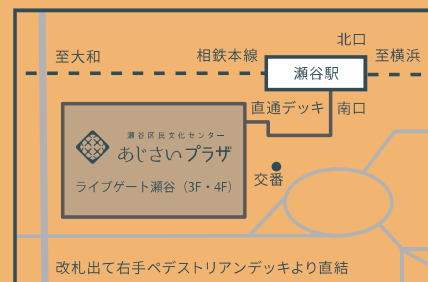 北口
至大和
相鉄本線
至横浜
瀬谷駅
直通デッキ
南口
瀬谷区民文化センター
あじさいプラザ
交番
ライブゲート瀬谷（3F・4F）
改札出て右手ペデストリアンデッキより直結